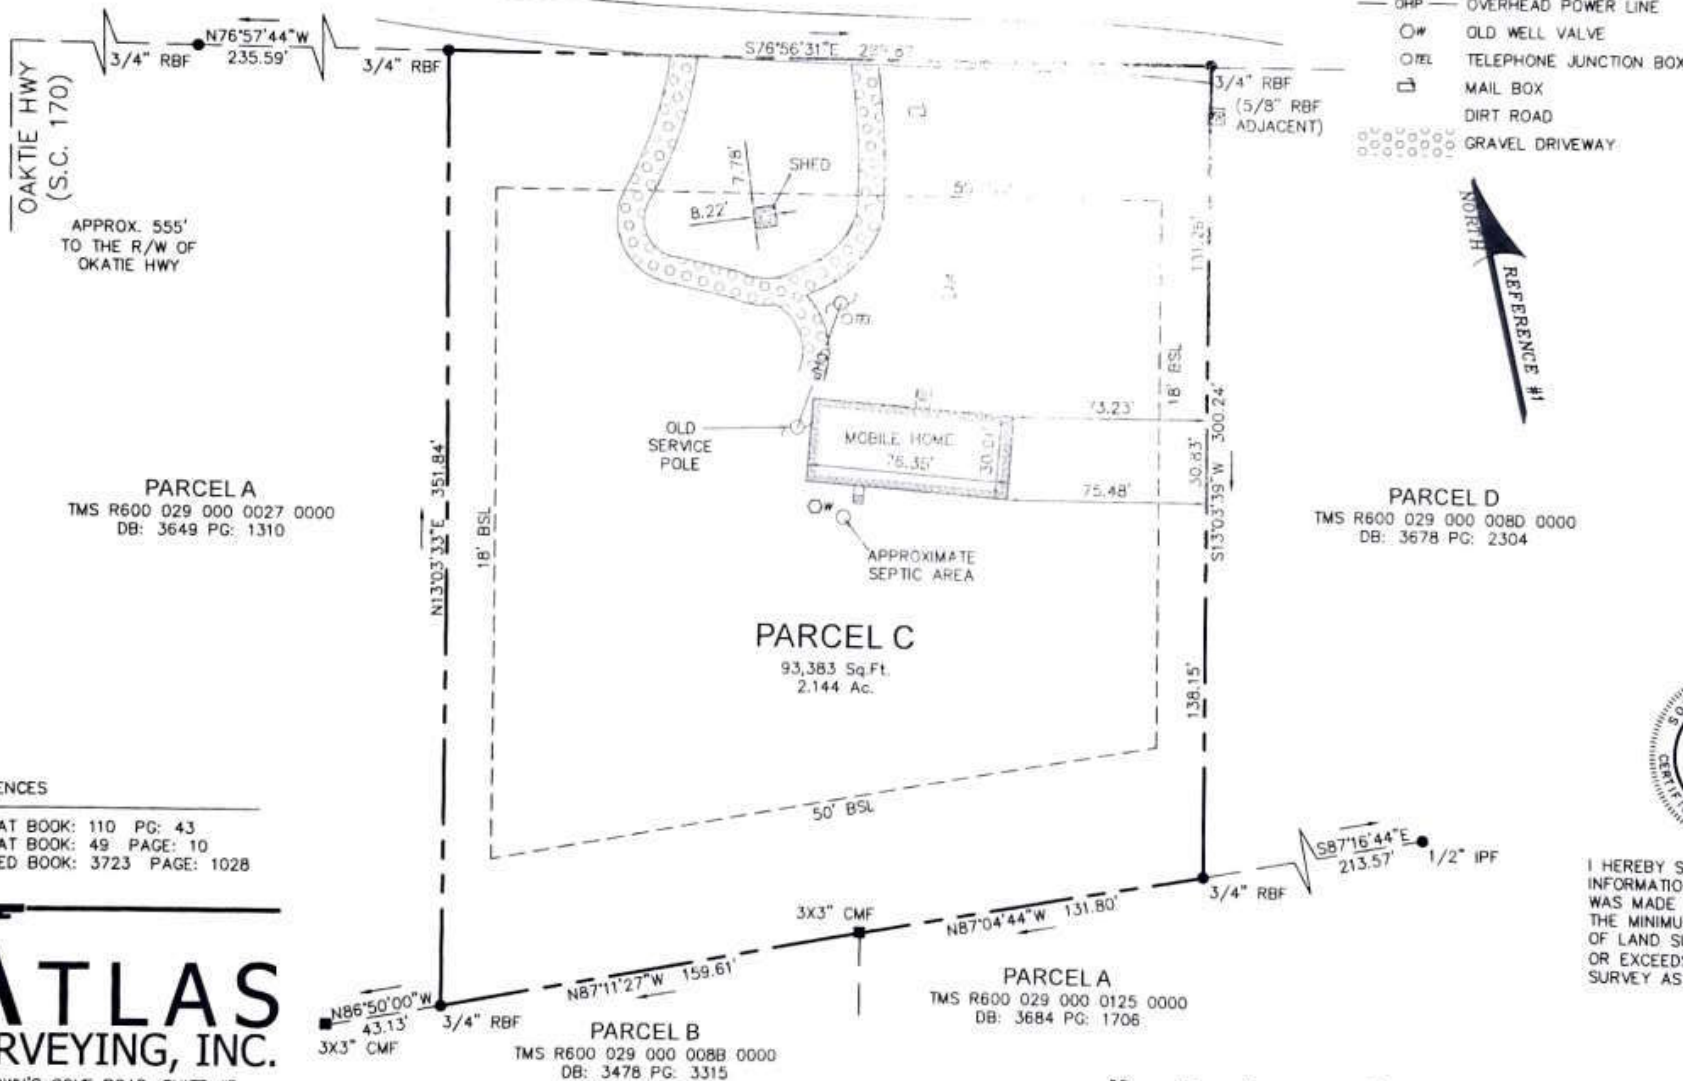 OHP OVERHEAD POWER LINE
W OLD WELL VALVE
TEL TELEPHONE JUNCTION BOX
MAIL BOX
DIRT ROAD
GRAVEL DRIVEWAY
N76°57'44"W
235.59'
3/4" RBF
3/4" RBF
S76°56'31"E
3/4" RBF
(5/8" RBF
ADJACENT)
OAKTIE HWY
(S.C. 170)
APPROX. 555'
TO THE R/W OF
OKATIE HWY
7.78'
SHED
8.22'
131.26'
NORTH
REFERENCE #1
TEL
OHP
18' BSL
73.23'
S13°03'39"W 300.24'
30.83'
75.48'
OLD
SERVICE
POLE
MOBILE HOME
76.35'
30.01'
W
APPROXIMATE
SEPTIC AREA
N13°03'33"E 351.84'
18' BSL
PARCEL A
TMS R600 029 000 0027 0000
DB: 3649 PG: 1310
PARCEL D
TMS R600 029 000 008D 0000
DB: 3678 PG: 2304
PARCEL C
93,383 Sq.Ft.
2.144 Ac.
138.15'
50' BSL
ENCES
AT BOOK: 110 PG: 43
AT BOOK: 49 PAGE: 10
ED BOOK: 3723 PAGE: 1028
S87°16'44"E
213.57'
1/2" IPF
3/4" RBF
3X3" CMF
N87°04'44"W 131.80'
N87°11'27"W 159.61'
N86°50'00"W
43.13'
3/4" RBF
3X3" CMF
PARCEL A
TMS R600 029 000 0125 0000
DB: 3684 PG: 1706
PARCEL B
TMS R600 029 000 008B 0000
DB: 3478 PG: 3315
ATLAS
RVEYING, INC.
SO
CERTIFI
I HEREBY S
INFORMATIO
WAS MADE
THE MINIMU
OF LAND SU
OR EXCEEDS
SURVEY AS